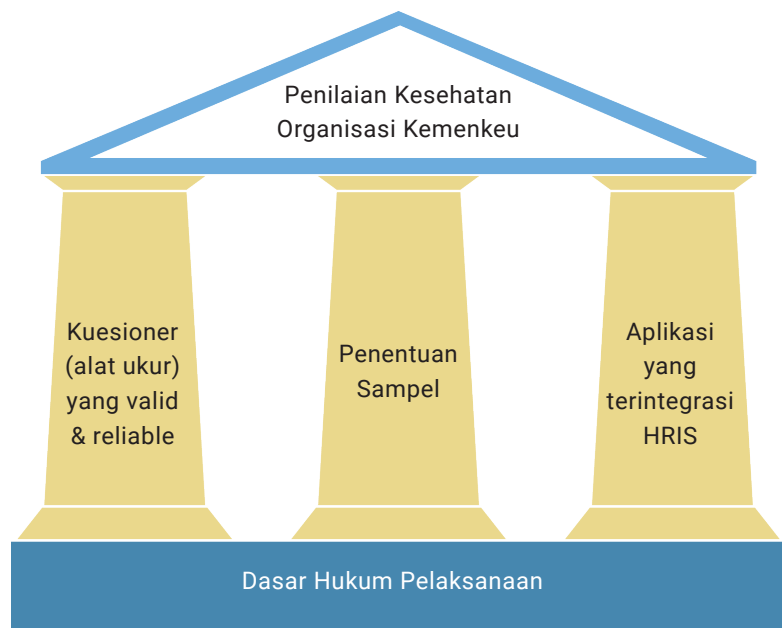 Penilaian Kesehatan
Organisasi Kemenkeu
Kuesioner
(alat ukur)
yang valid
& reliable
Penentuan
Sampel
Aplikasi
yang
terintegrasi
HRIS
Dasar Hukum Pelaksanaan